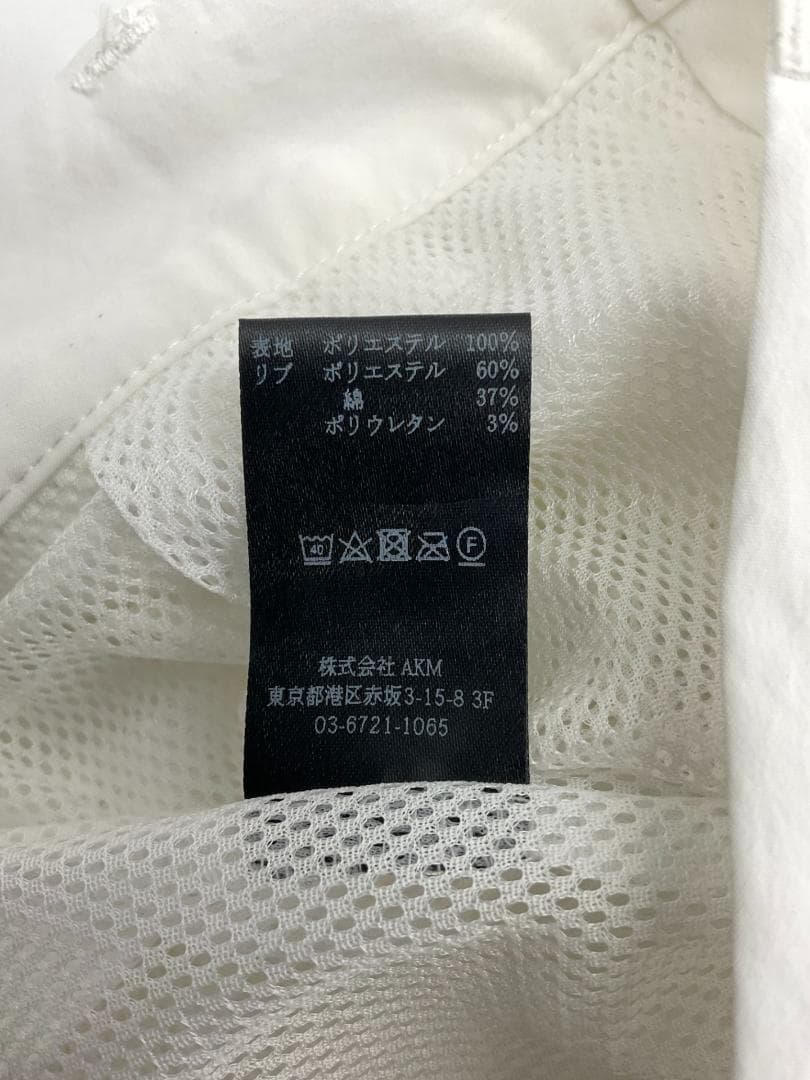 表地 ポリエステル 100%
リブ ポリエステル 60%
綿 37%
ポリウレタン 3%
40 F
株式会社 AKM
東京都港区赤坂3-15-8 3F
03-6721-1065